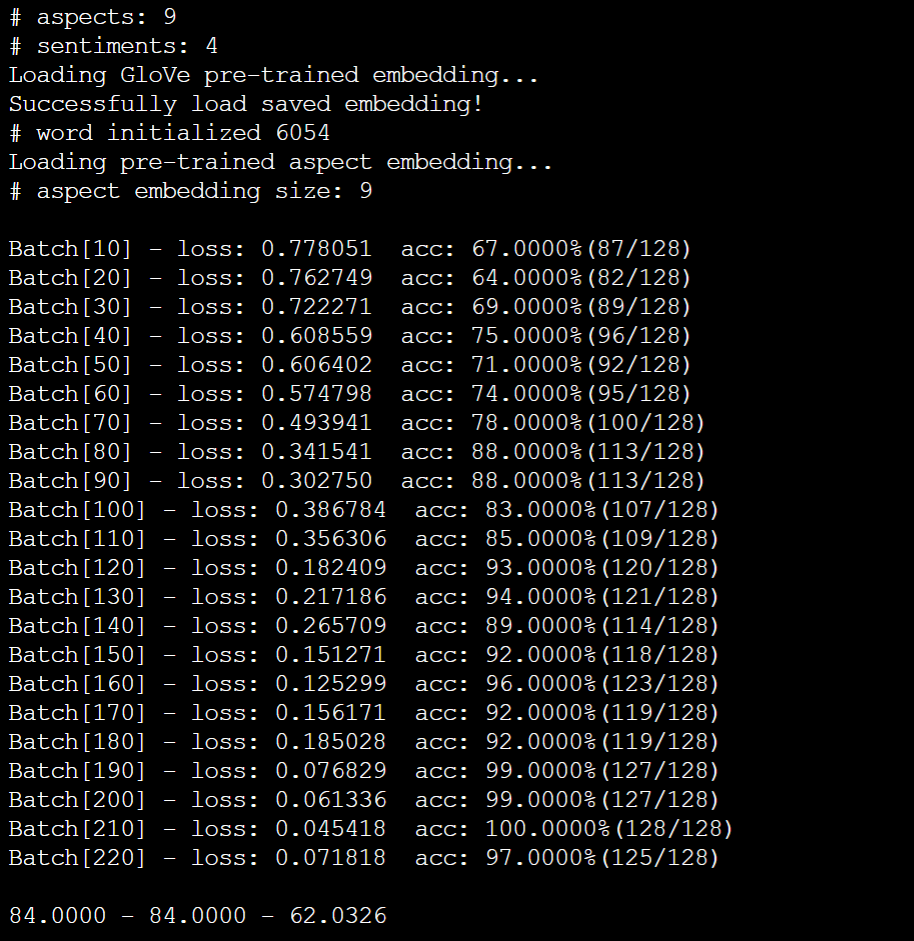 # aspects: 9
# sentiments: 4
Loading GloVe pre-trained embedding...
Successfully load saved embedding!
# word initialized 6054
Loading pre-trained aspect embedding...
# aspect embedding size: 9
Batch[10] - loss: 0.778051  acc: 67.0000%(87/128)
Batch[20] - loss: 0.762749  acc: 64.0000%(82/128)
Batch[30] - loss: 0.722271  acc: 69.0000%(89/128)
Batch[40] - loss: 0.608559  acc: 75.0000%(96/128)
Batch[50] - loss: 0.606402  acc: 71.0000%(92/128)
Batch[60] - loss: 0.574798  acc: 74.0000%(95/128)
Batch[70] - loss: 0.493941  acc: 78.0000%(100/128)
Batch[80] - loss: 0.341541  acc: 88.0000%(113/128)
Batch[90] - loss: 0.302750  acc: 88.0000%(113/128)
Batch[100] - loss: 0.386784  acc: 83.0000%(107/128)
Batch[110] - loss: 0.356306  acc: 85.0000%(109/128)
Batch[120] - loss: 0.182409  acc: 93.0000%(120/128)
Batch[130] - loss: 0.217186  acc: 94.0000%(121/128)
Batch[140] - loss: 0.265709  acc: 89.0000%(114/128)
Batch[150] - loss: 0.151271  acc: 92.0000%(118/128)
Batch[160] - loss: 0.125299  acc: 96.0000%(123/128)
Batch[170] - loss: 0.156171  acc: 92.0000%(119/128)
Batch[180] - loss: 0.185028  acc: 92.0000%(119/128)
Batch[190] - loss: 0.076829  acc: 99.0000%(127/128)
Batch[200] - loss: 0.061336  acc: 99.0000%(127/128)
Batch[210] - loss: 0.045418  acc: 100.0000%(128/128)
Batch[220] - loss: 0.071818  acc: 97.0000%(125/128)
84.0000 - 84.0000 - 62.0326